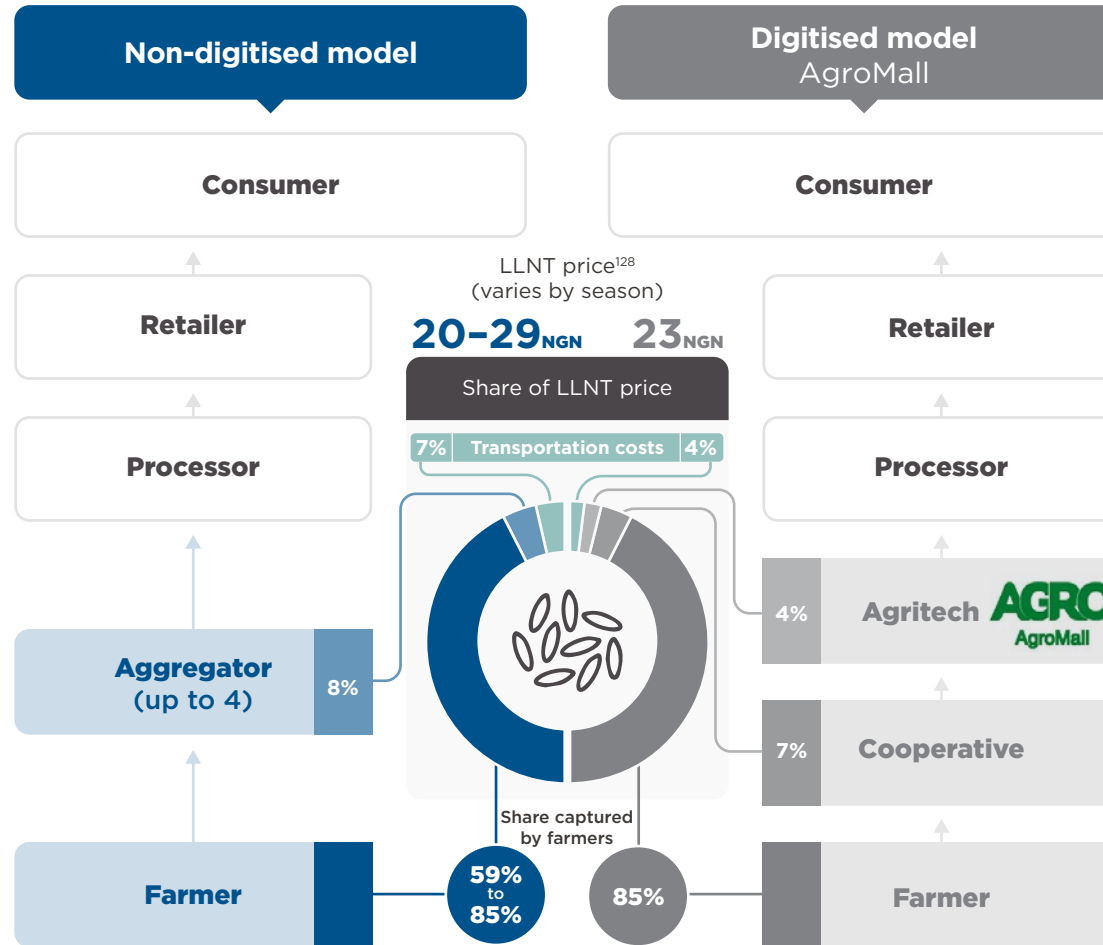 Non-digitised model
Digitised model
AgroMall
Consumer
Consumer
LLNT price128
(varies by season)
20–29NGN
23NGN
Retailer
Retailer
Share of LLNT price
7% Transportation costs 4%
Processor
Processor
4%
Agritech
AGRO
AgroMall
Aggregator
(up to 4)
8%
7%
Cooperative
Share captured
by farmers
Farmer
59%
to
85%
85%
Farmer